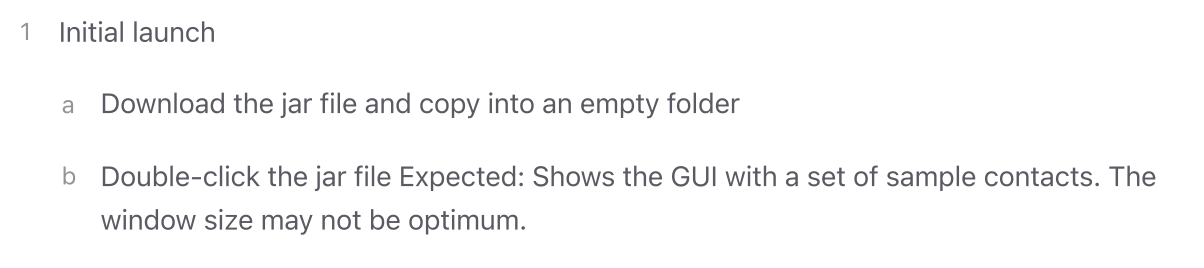 1 Initial launch
a Download the jar file and copy into an empty folder
b Double-click the jar file Expected: Shows the GUI with a set of sample contacts. The
window size may not be optimum.